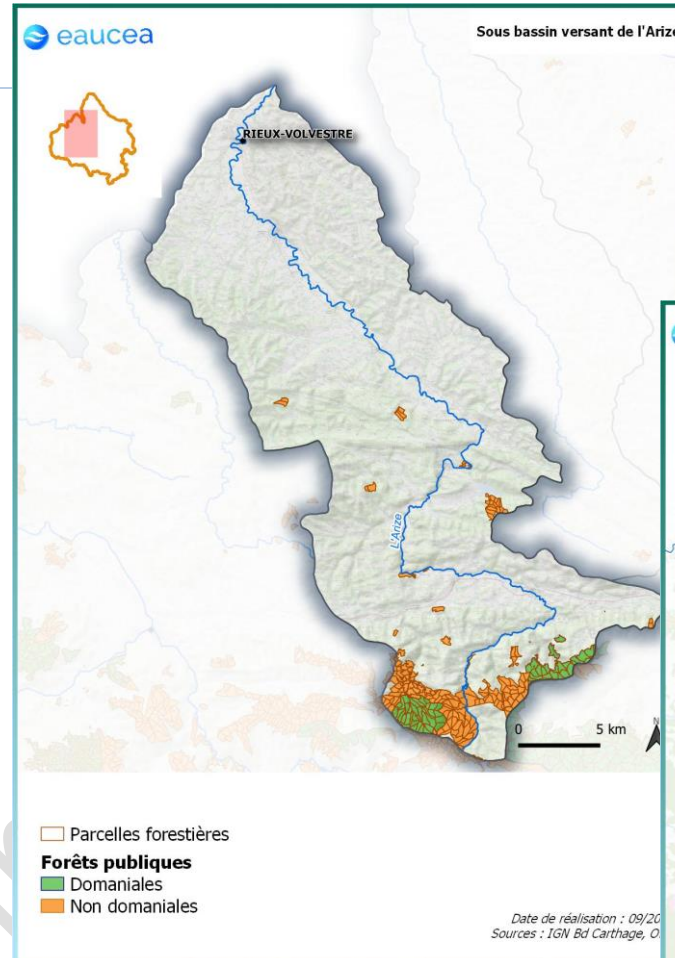 eaucea
Sous bassin versant de l'Arize
RIEUX-VOLVESTRE
L'Arize
0 5 km
N
Parcelles forestières
Forêts publiques
Domaniales
Non domaniales
Date de réalisation : 09/20
Sources : IGN Bd Carthage, O